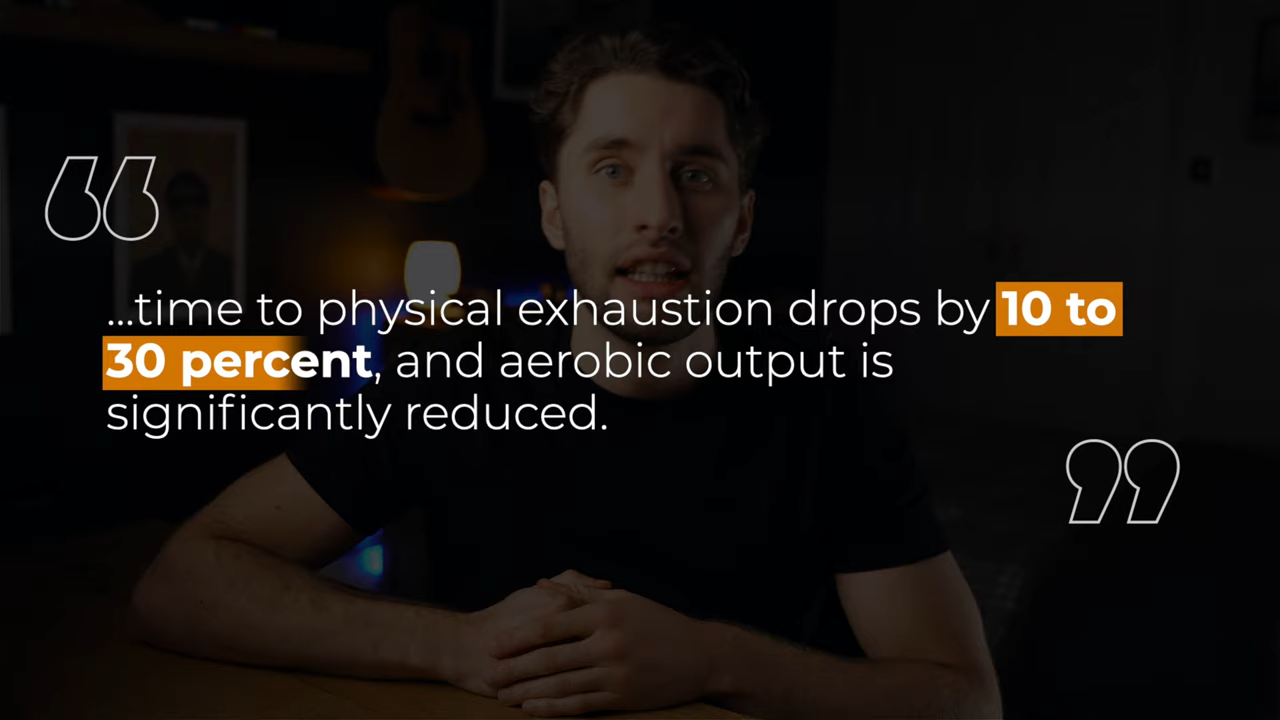 “
...time to physical exhaustion drops by 10 to
30 percent, and aerobic output is
significantly reduced.
”